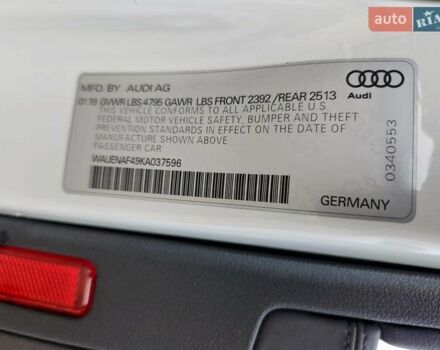 auto.ria
MFD. BY AUDI AG
01 19 GVWR LBS 4795 GAWR LBS FRONT 2392 /REAR 2513
THIS VEHICLE CONFORMS TO ALL APPLICABLE U S
FEDERAL MOTOR VEHICLE SAFETY, BUMPER AND THEFT
PREVENTION STANDARDS IN EFFECT ON THE DATE OF
MANUFACTURE SHOWN ABOVE
PASSENGER CAR
WAUENAF49KA037596
Audi
0340553
GERMANY